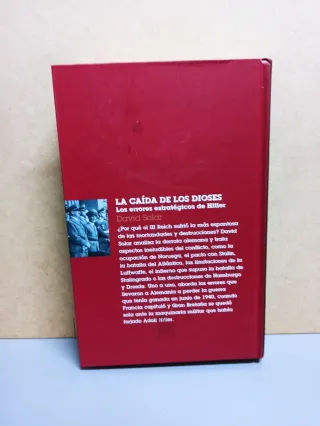 LA CAÍDA DE LOS DIOSES
Los errores estratégicos de Hitler
David Solar
¿Por qué el III Reich sufrió la más espantosa
de las mortandades y destrucciones? David
Solar analiza la derrota alemana y trata
aspectos ineludibles del conflicto, como la
ocupación de Noruega, el pacto con Stalin,
la batalla del Atlántico, las limitaciones de la
Luftwaffe, el infierno que supuso la batalla de
Stalingrado o las destrucciones de Hamburgo
y Dresde. Uno a uno, aborda los errores que
llevaron a Alemania a perder la guerra
que tenía ganada en junio de 1940, cuando
Francia capituló y Gran Bretaña se quedó
sola ante la maquinaria militar que había
forjado Adolf Hitler.